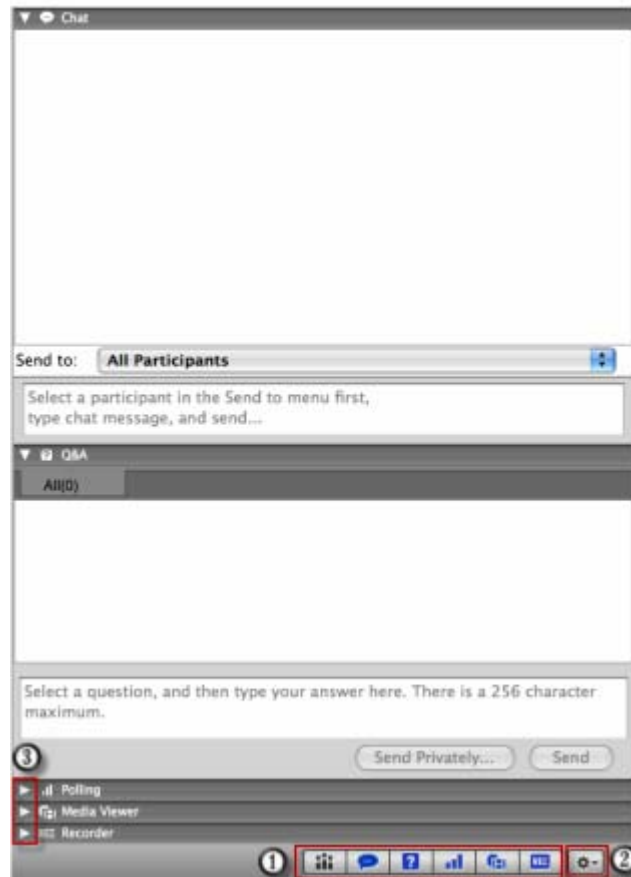 Chat
Send to: All Participants
Select a participant in the Send to menu first,
type chat message, and send...
Q&A
All(0)
Select a question, and then type your answer here. There is a 256 character
maximum.
3
Send Privately... Send
Polling
Media Viewer
Recorder
1 ? 2